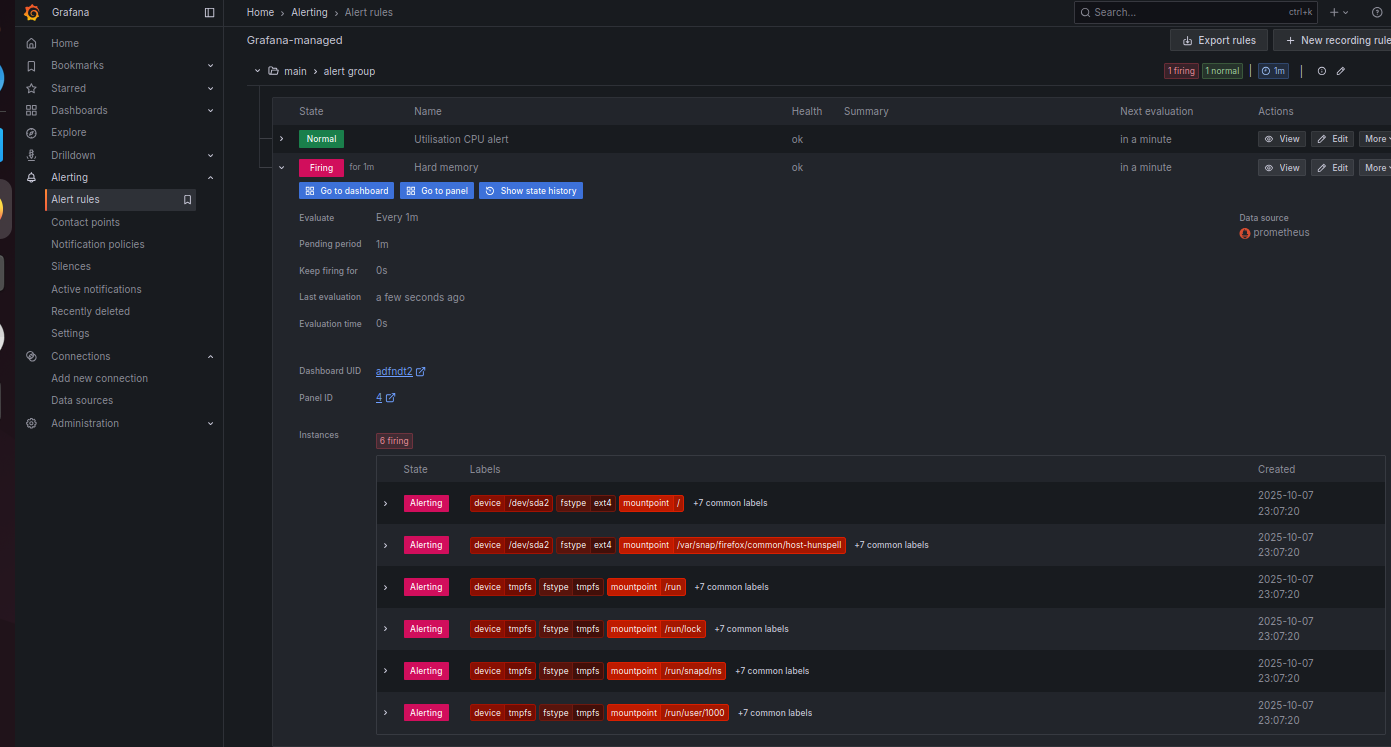 Grafana
Home › Alerting › Alert rules
Search...
ctrl+k
Home
Bookmarks
Starred
Dashboards
Explore
Drilldown
Alerting
Alert rules
Contact points
Notification policies
Silences
Active notifications
Recently deleted
Settings
Connections
Add new connection
Data sources
Administration
Grafana-managed
Export rules
New recording rule
main › alert group
1 firing
1 normal
1m
State Name Health Summary Next evaluation Actions
Normal Utilisation CPU alert ok in a minute View Edit More
Firing for 1m Hard memory ok in a minute View Edit More
Go to dashboard
Go to panel
Show state history
Evaluate Every 1m
Data source
prometheus
Pending period 1m
Keep firing for 0s
Last evaluation a few seconds ago
Evaluation time 0s
Dashboard UID adfndt2
Panel ID 4
Instances 6 firing
State Labels Created
Alerting device /dev/sda2 fstype ext4 mountpoint / +7 common labels 2025-10-07
23:07:20
Alerting device /dev/sda2 fstype ext4 mountpoint /var/snap/firefox/common/host-hunspell +7 common labels 2025-10-07
23:07:20
Alerting device tmpfs fstype tmpfs mountpoint /run +7 common labels 2025-10-07
23:07:20
Alerting device tmpfs fstype tmpfs mountpoint /run/lock +7 common labels 2025-10-07
23:07:20
Alerting device tmpfs fstype tmpfs mountpoint /run/snapd/ns +7 common labels 2025-10-07
23:07:20
Alerting device tmpfs fstype tmpfs mountpoint /run/user/1000 +7 common labels 2025-10-07
23:07:20